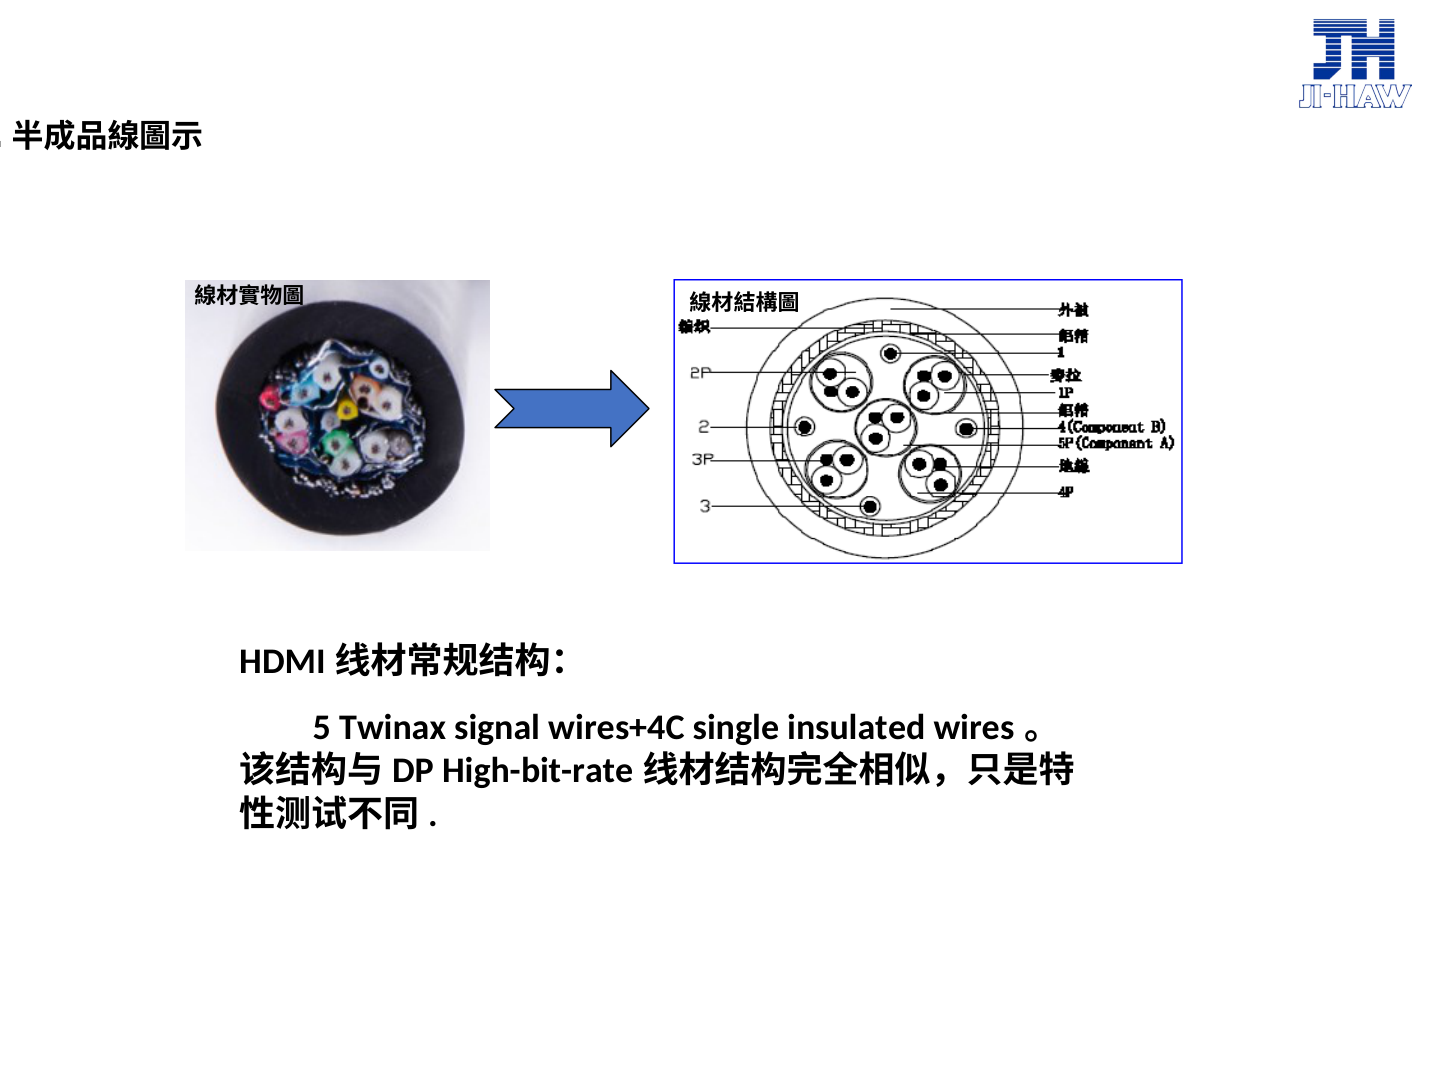 JI-HAW
半成品線圖示
線材實物圖
線材結構圖
编织
外被
鋁箔
1
2P
麥拉
1P
鋁箔
2
4(Component B)
5P(Componant A)
3P
地線
4P
3
HDMI 线材常规结构：
5 Twinax signal wires+4C single insulated wires 。
该结构与 DP High-bit-rate 线材结构完全相似，只是特
性测试不同 .